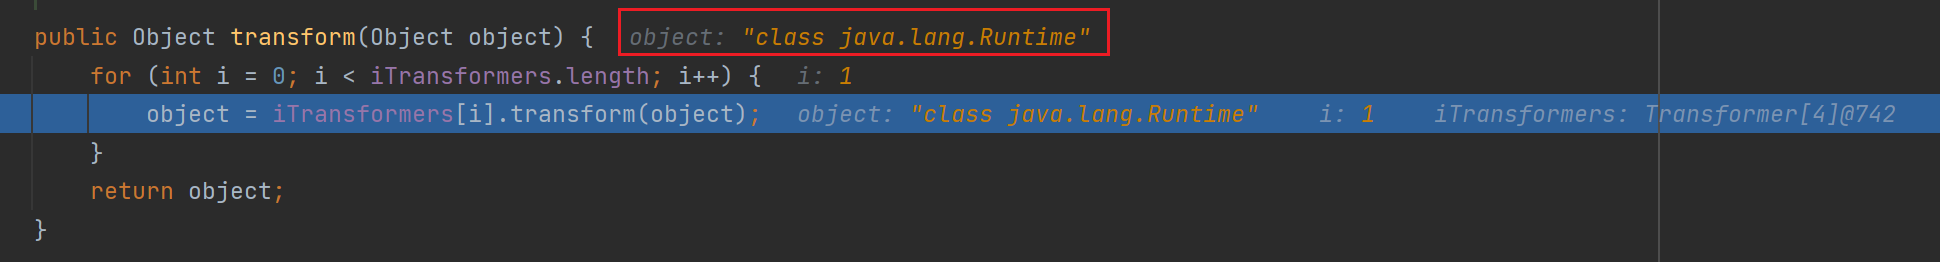 public Object transform(Object object) { object: "class java.lang.Runtime"
for (int i = 0; i < iTransformers.length; i++) { i: 1
object = iTransformers[i].transform(object); object: "class java.lang.Runtime" i: 1 iTransformers: Transformer[4]@742
}
return object;
}